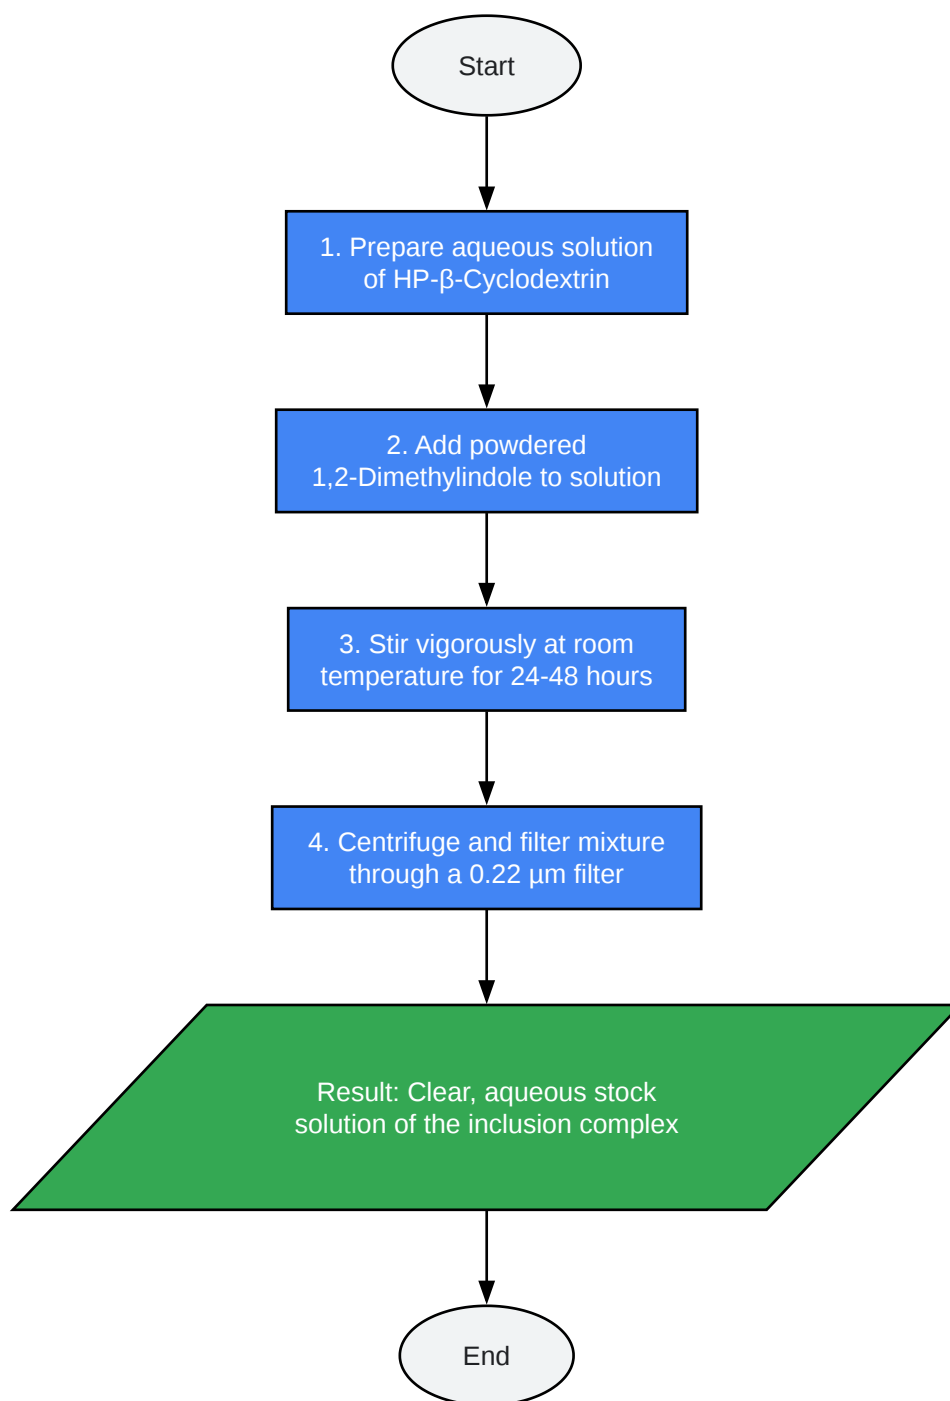 Start
1. Prepare aqueous solution
of HP-β-Cyclodextrin
2. Add powdered
1,2-Dimethylindole to solution
3. Stir vigorously at room
temperature for 24-48 hours
4. Centrifuge and filter mixture
through a 0.22 µm filter
Result: Clear, aqueous stock
solution of the inclusion complex
End